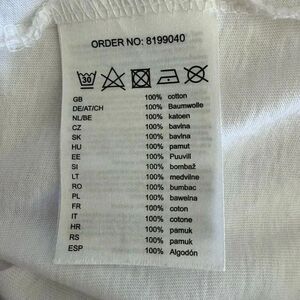 ORDER NO: 8199040
30
GB 100% cotton
DE/AT/CH 100% Baumwolle
NL/BE 100% katoen
CZ 100% bavlna
SK 100% bavlna
HU 100% pamut
EE 100% Puuvill
SI 100% bombaž
LT 100% medvilnė
RO 100% bumbac
PL 100% bawełna
FR 100% coton
IT 100% cotone
HR 100% pamuk
RS 100% pamuk
ESP 100% Algodón